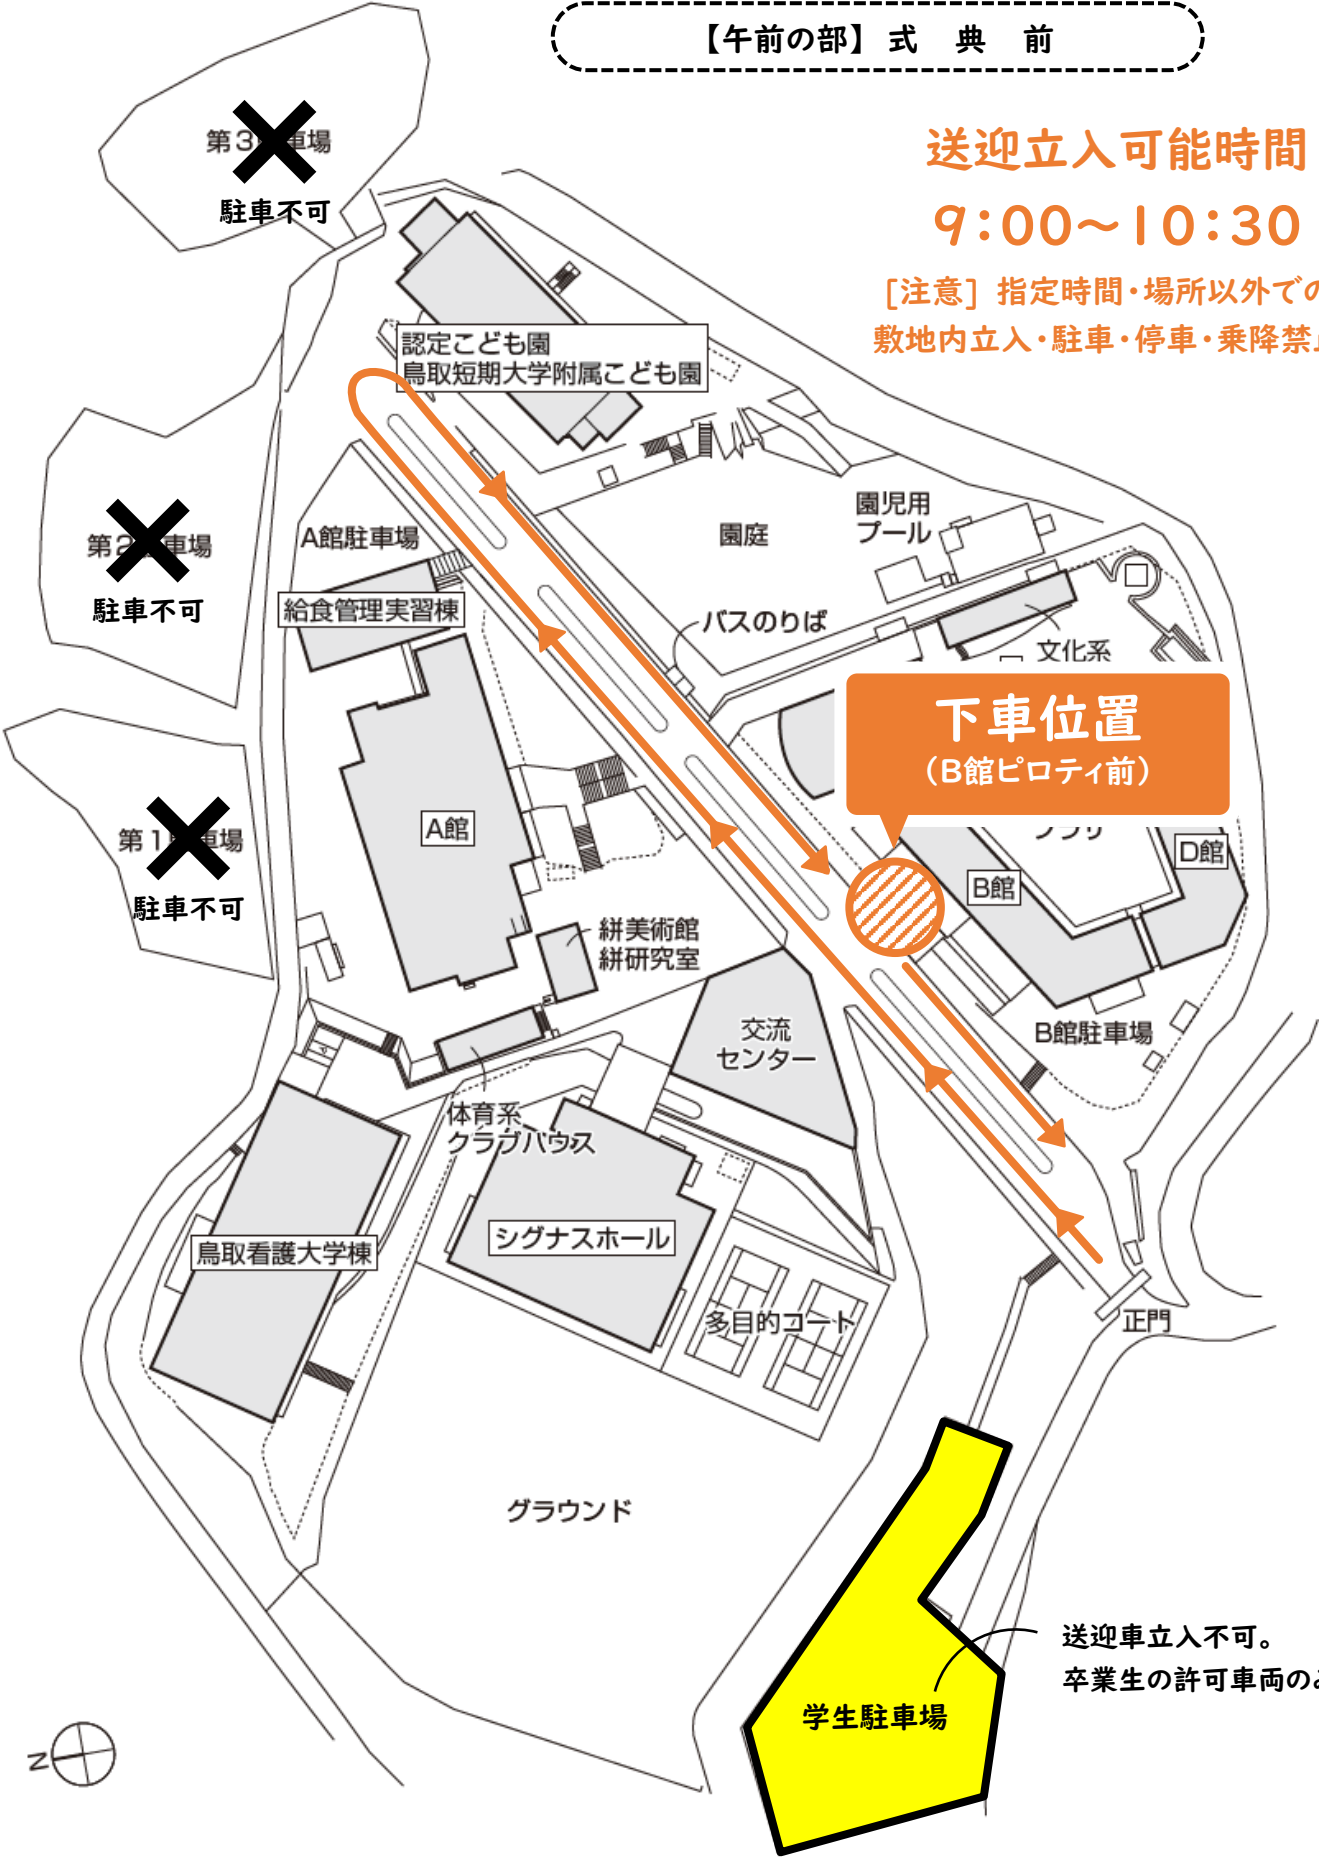 【午前の部】 式　典　前
送迎立入可能時間
9:00～10:30
[注意] 指定時間・場所以外での
敷地内立入・駐車・停車・乗降禁止
第3 車場
駐車不可
認定こども園
鳥取短期大学附属こども園
園児用
プール
園庭
A館駐車場
第2 車場
駐車不可
給食管理実習棟
バスのりば
文化系
下車位置
(B館ピロティ前)
第1 車場
駐車不可
A館
D館
B館
絣美術館
絣研究室
交流
センター
B館駐車場
体育系
クラブハウス
シグナスホール
鳥取看護大学棟
多目的コート
正門
グラウンド
送迎車立入不可。
卒業生の許可車両の
学生駐車場
N